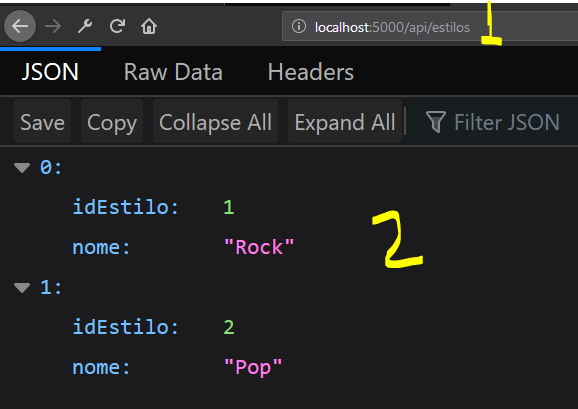 localhost:5000/api/estilos 1
JSON Raw Data Headers
Save Copy Collapse All Expand All Filter JSON
0:
idEstilo: 1
nome: "Rock"
2
1:
idEstilo: 2
nome: "Pop"